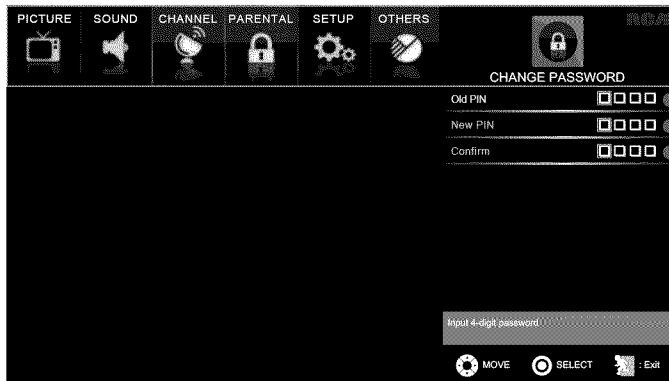 PICTURE SOUND CHANNEL PARENTAL SETUP OTHERS
RCA
CHANGE PASSWORD
Old PIN
New PIN
Confirm
Input 4-digit password
MOVE SELECT : Exit